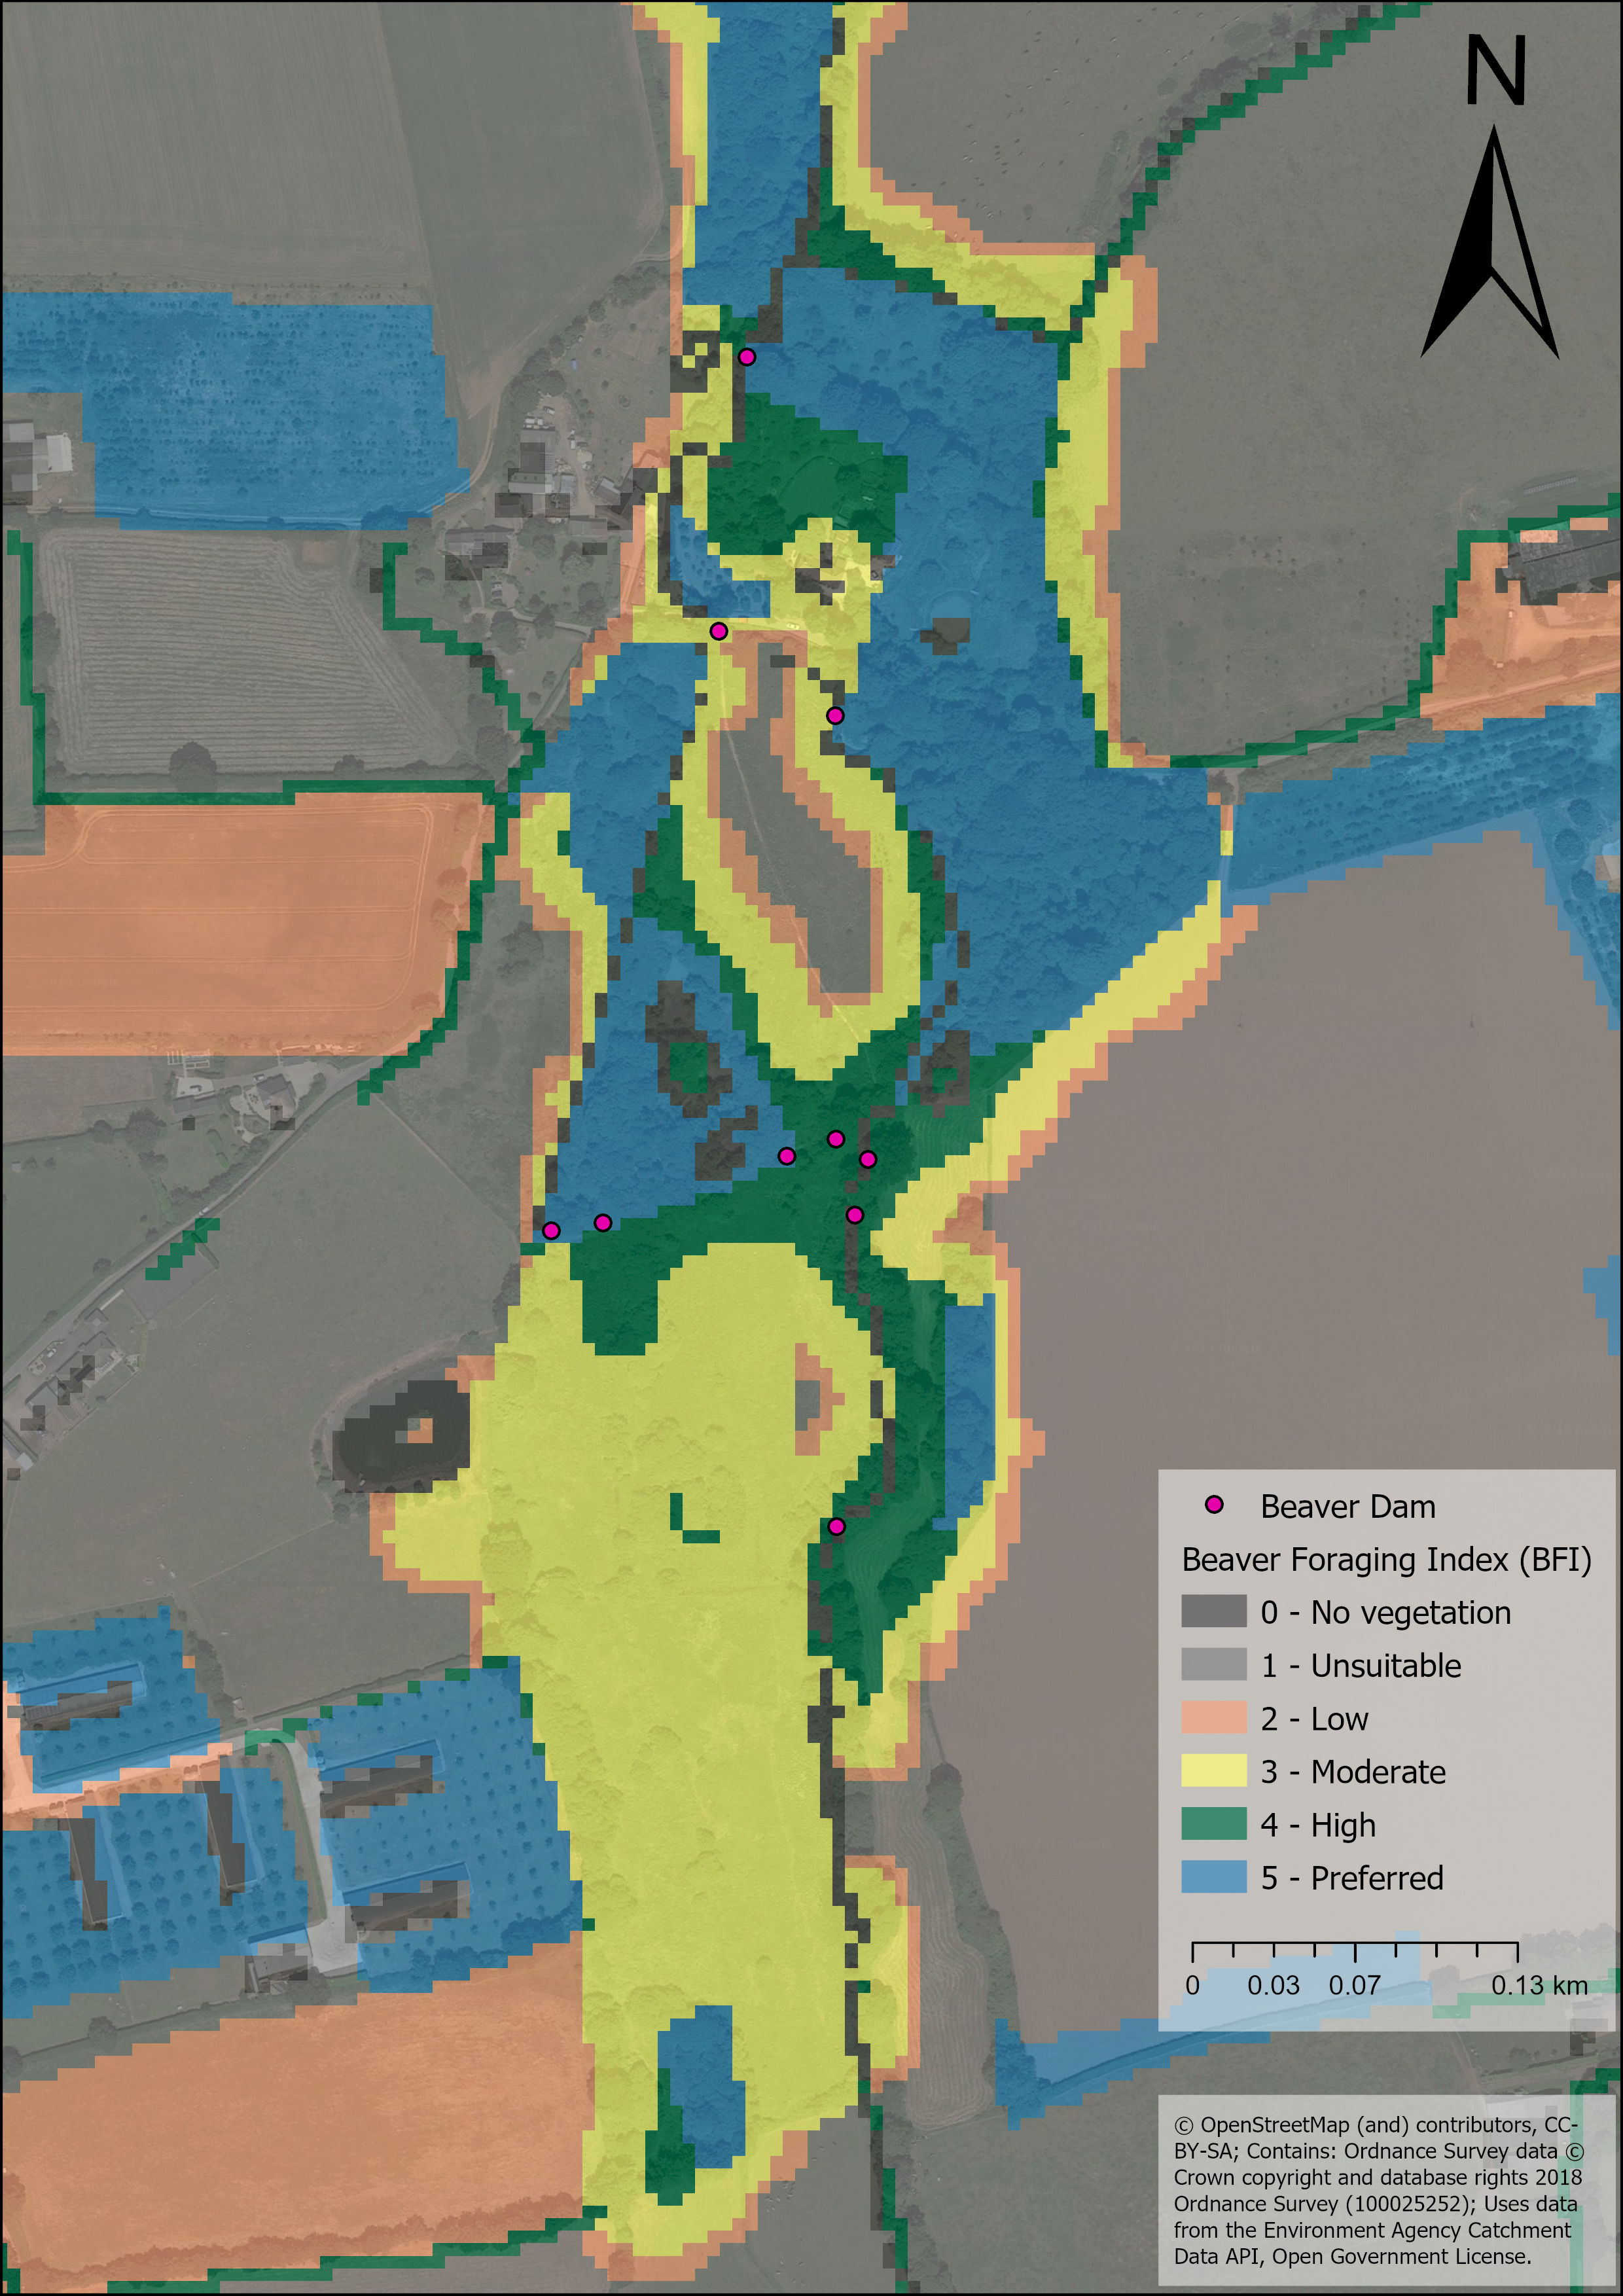 N
Beaver Dam
Beaver Foraging Index (BFI)
0 - No vegetation
1 - Unsuitable
2 - Low
3 - Moderate
4 - High
5 - Preferred
0 0.03 0.07 0.13 km
© OpenStreetMap (and) contributors, CC-
BY-SA; Contains: Ordnance Survey data ©
Crown copyright and database rights 2018
Ordnance Survey (100025252); Uses data
from the Environment Agency Catchment
Data API, Open Government License.